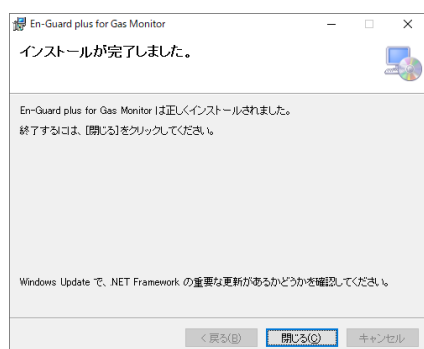 En-Guard plus for Gas Monitor
インストールが完了しました。
En-Guard plus for Gas Monitor は正しくインストールされました。
終了するには、[閉じる]をクリックしてください。
Windows Update で、.NET Framework の重要な更新があるかどうかを確認してください。
< 戻る(B)
閉じる(C)
キャンセル